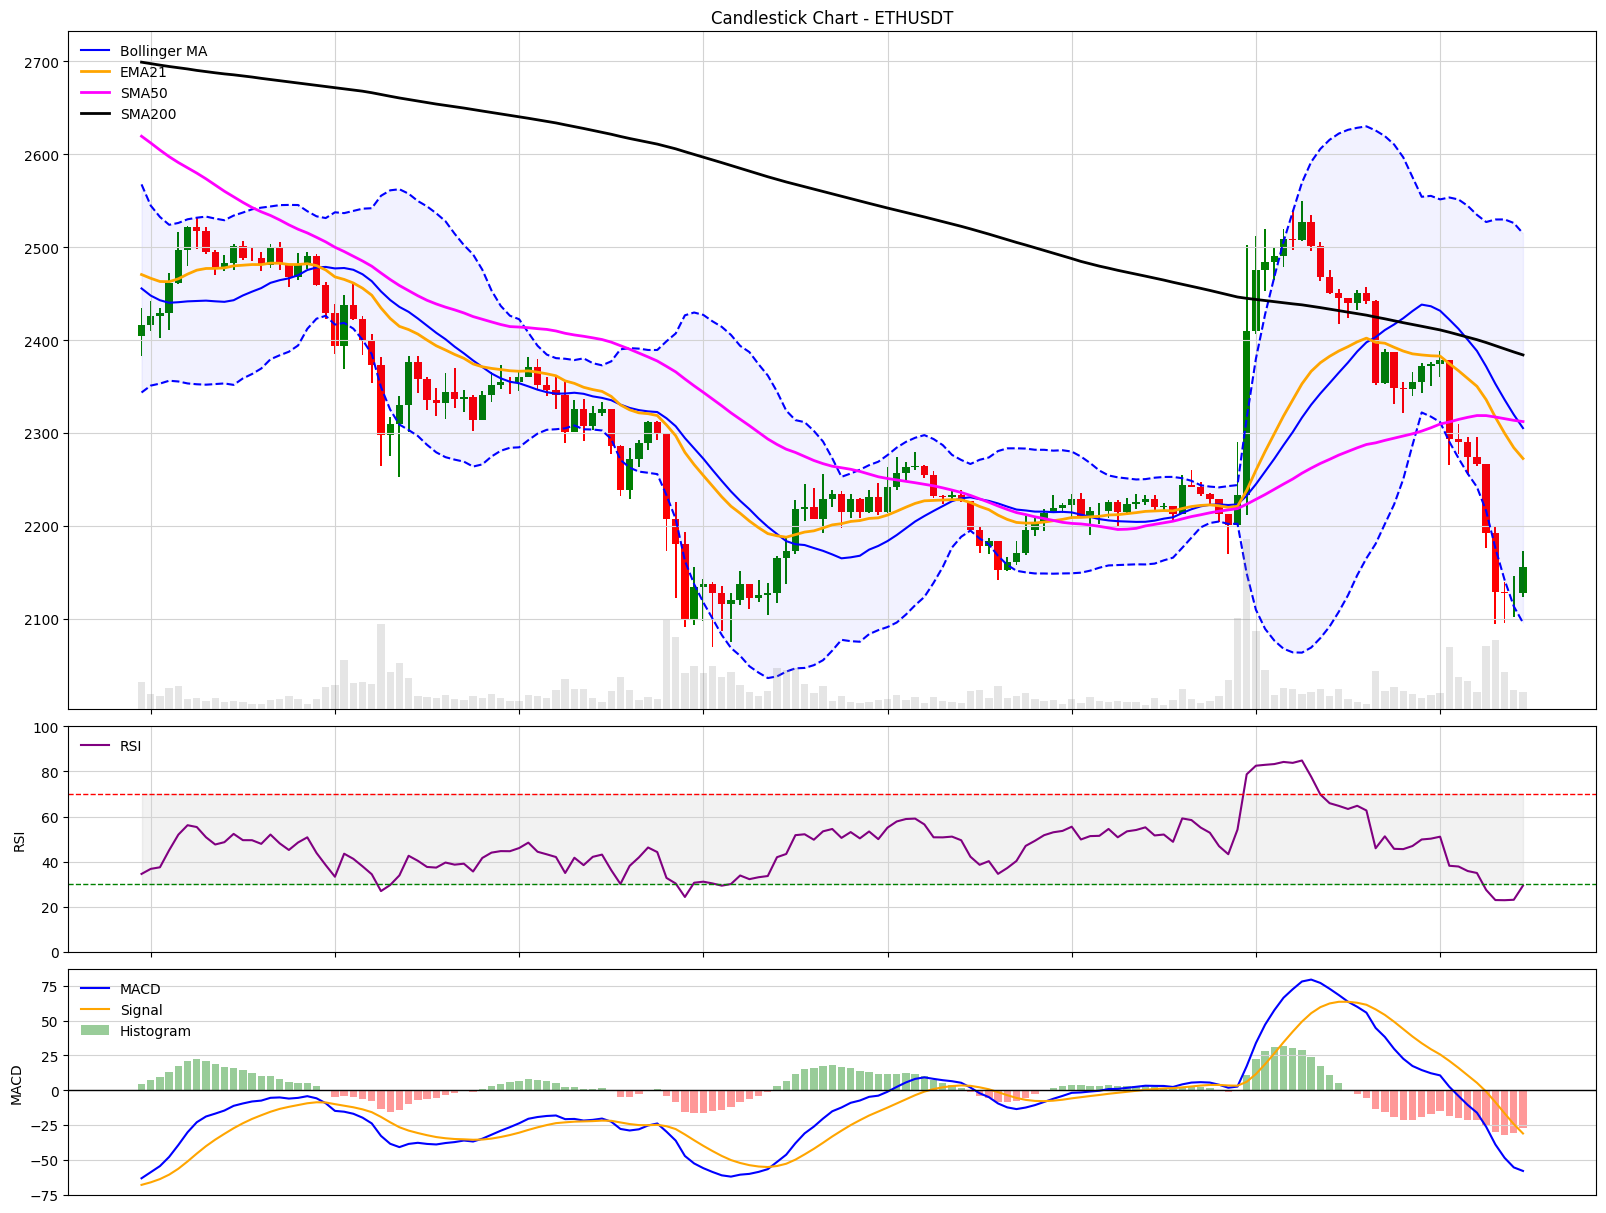 Candlestick Chart - ETHUSDT
Bollinger MA
EMA21
SMA50
SMA200
2700
2600
2500
2400
2300
2200
2100
RSI
100
80
60
40
20
0
RSI
MACD
Signal
Histogram
75
50
25
0
−25
−50
−75
MACD